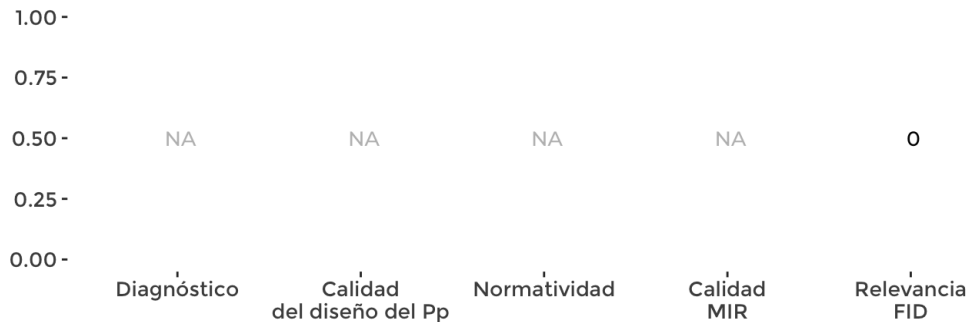 1.00
0.75
0.50
0.25
0.00
NA
NA
NA
NA
0
Diagnóstico
Calidad
del diseño del Pp
Normatividad
Calidad
MIR
Relevancia
FID